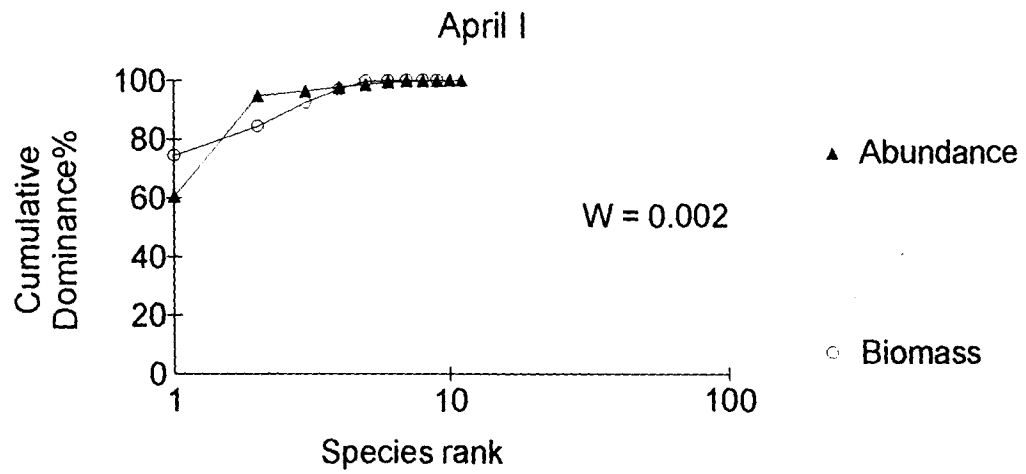 April I
100
80
60
40
20
0
Cumulative
Dominance%
1
10
100
Species rank
W = 0.002
Abundance
Biomass